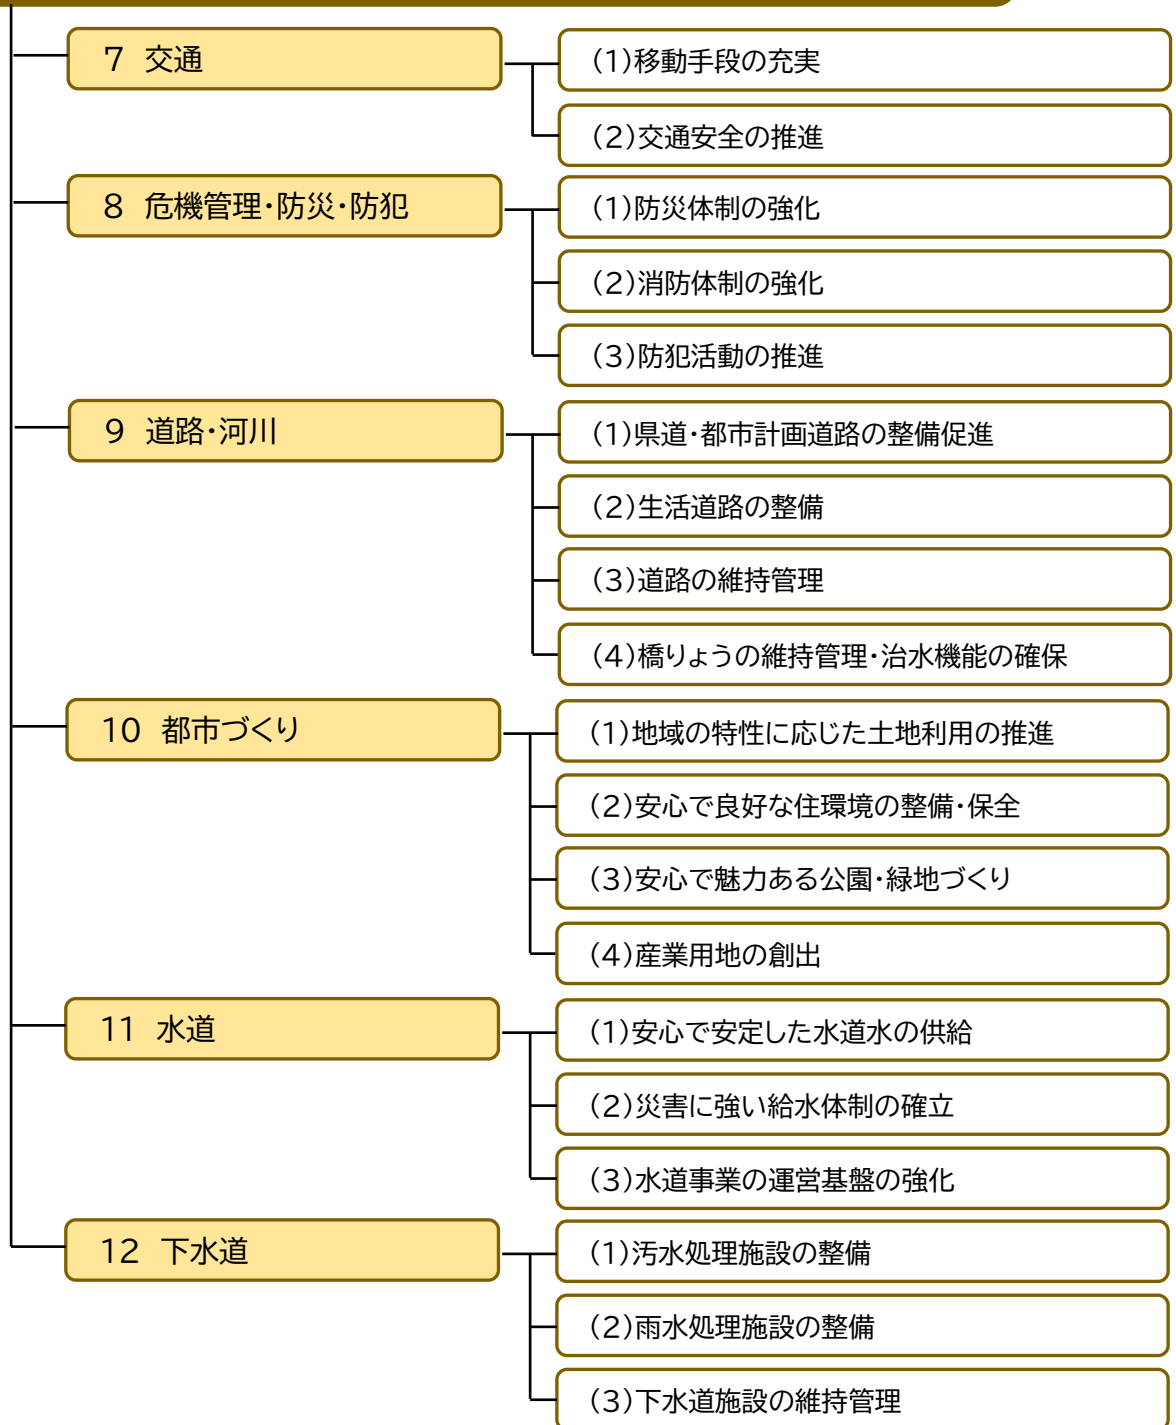 7 交通
(1)移動手段の充実
(2)交通安全の推進
8 危機管理・防災・防犯
(1)防災体制の強化
(2)消防体制の強化
(3)防犯活動の推進
9 道路・河川
(1)県道・都市計画道路の整備促進
(2)生活道路の整備
(3)道路の維持管理
(4)橋りょうの維持管理・治水機能の確保
10 都市づくり
(1)地域の特性に応じた土地利用の推進
(2)安心で良好な住環境の整備・保全
(3)安心で魅力ある公園・緑地づくり
(4)産業用地の創出
11 水道
(1)安心で安定した水道水の供給
(2)災害に強い給水体制の確立
(3)水道事業の運営基盤の強化
12 下水道
(1)汚水処理施設の整備
(2)雨水処理施設の整備
(3)下水道施設の維持管理